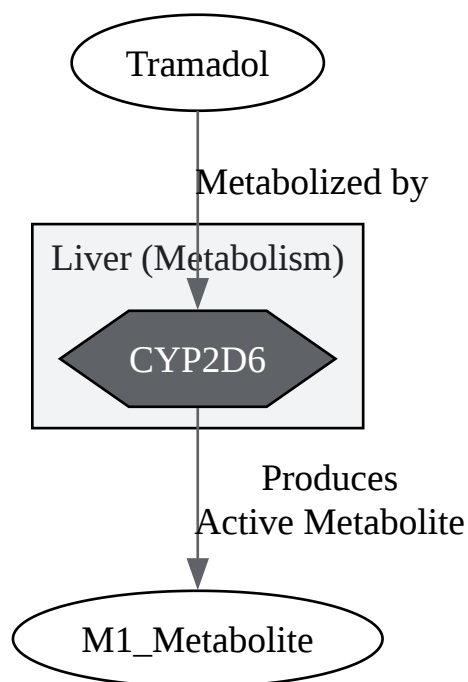 Tramadol
Metabolized by
Liver (Metabolism)
CYP2D6
Produces
Active Metabolite
M1_Metabolite